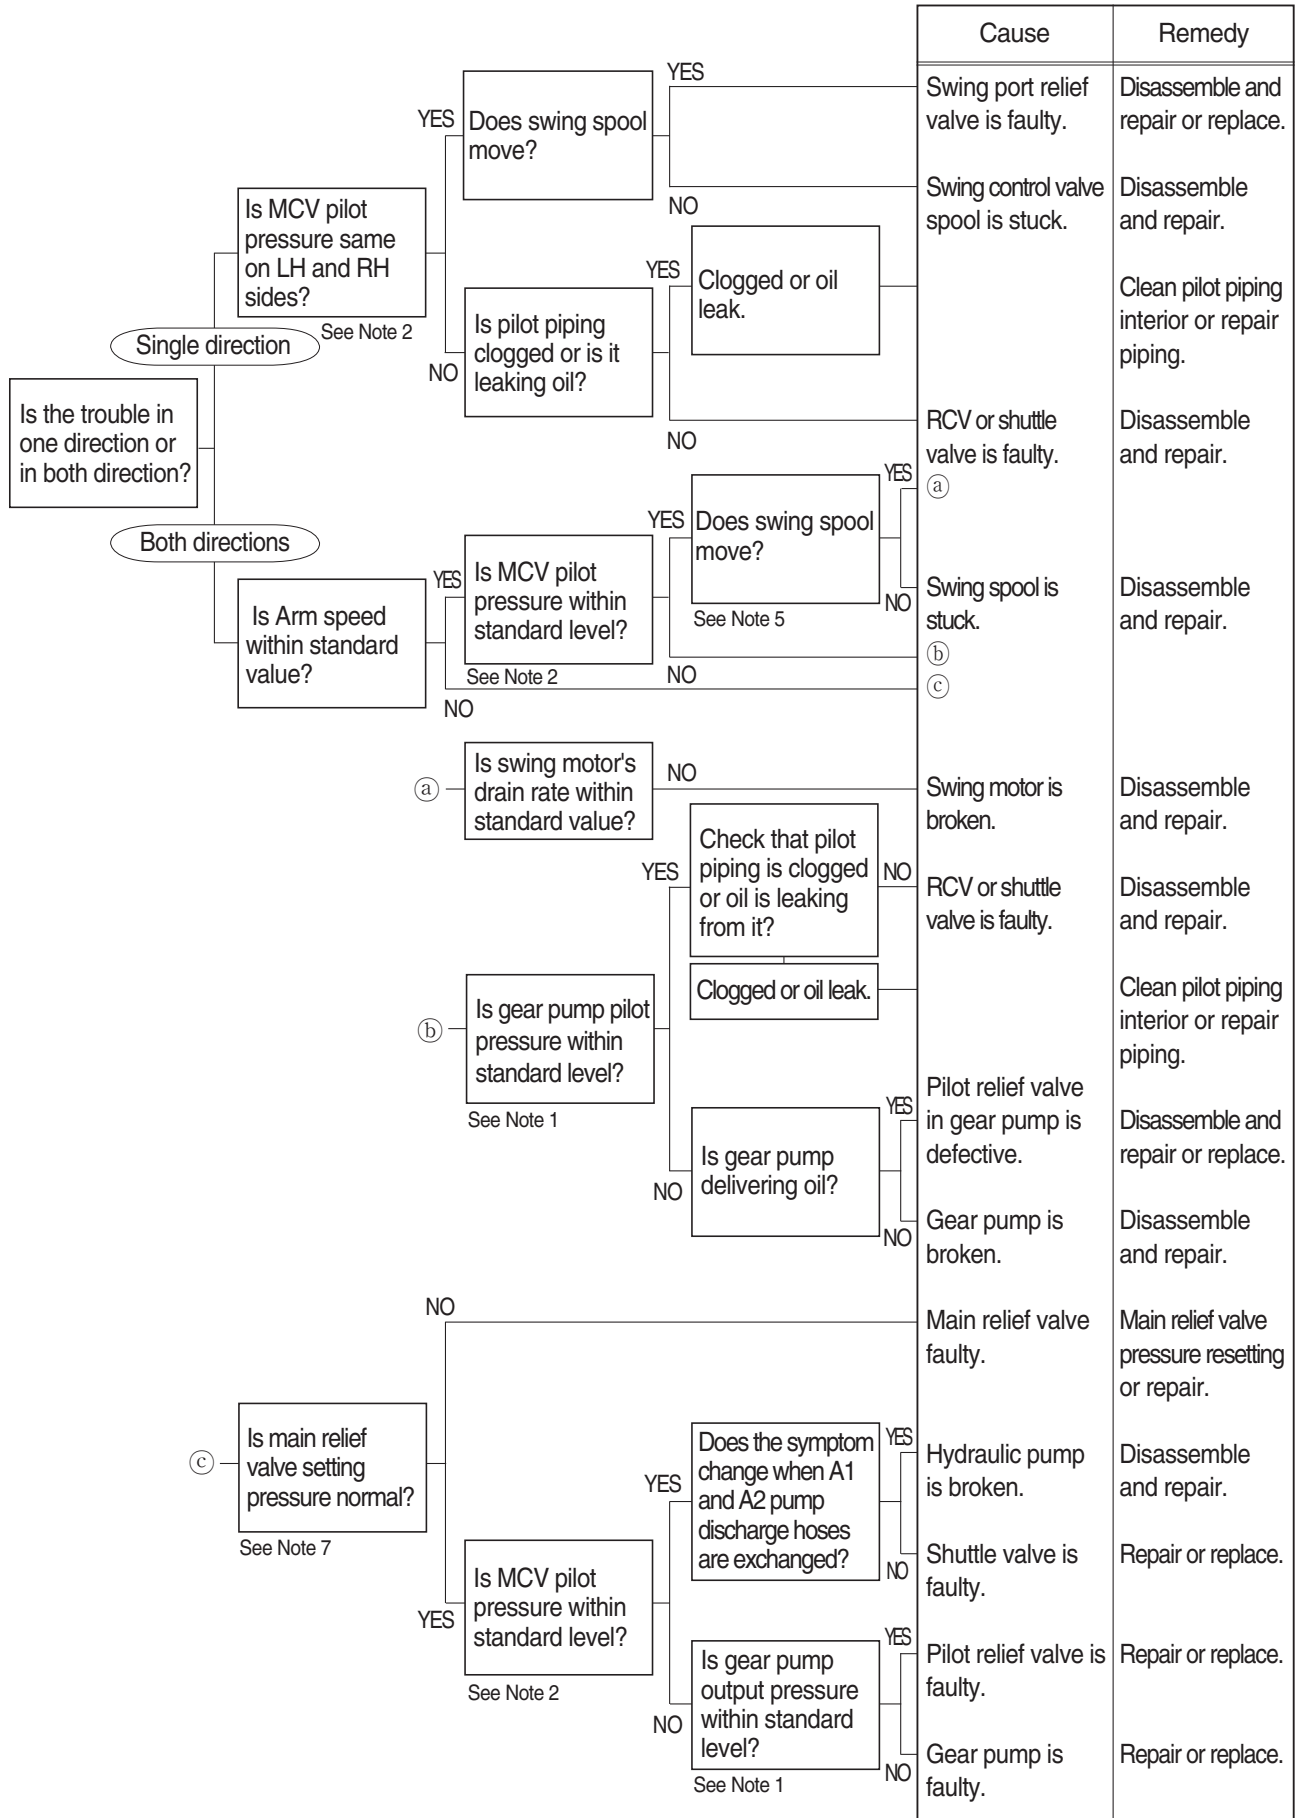 Cause
Remedy
YES
Swing port relief
valve is faulty.
Disassemble and
repair or replace.
YES
Does swing spool
move?
NO
Swing control valve
spool is stuck.
Disassemble
and repair.
Is MCV pilot
pressure same
on LH and RH
sides?
See Note 2
Single direction
NO
Is pilot piping
clogged or is it
leaking oil?
YES
Clogged or oil
leak.
Clean pilot piping
interior or repair
piping.
NO
RCV or shuttle
valve is faulty.
Disassemble
and repair.
Is the trouble in
one direction or
in both direction?
Both directions
Is Arm speed
within standard
value?
YES
Is MCV pilot
pressure within
standard level?
See Note 2
YES
Does swing spool
move?
See Note 5
YES
ⓐ
NO
Swing spool is
stuck.
Disassemble
and repair.
NO
ⓑ
NO
ⓒ
ⓐ
Is swing motor's
drain rate within
standard value?
NO
Swing motor is
broken.
Disassemble
and repair.
ⓑ
Is gear pump pilot
pressure within
standard level?
See Note 1
YES
Check that pilot
piping is clogged
or oil is leaking
from it?
NO
RCV or shuttle
valve is faulty.
Disassemble
and repair.
Clogged or oil leak.
Clean pilot piping
interior or repair
piping.
NO
Is gear pump
delivering oil?
YES
Pilot relief valve
in gear pump is
defective.
Disassemble and
repair or replace.
NO
Gear pump is
broken.
Disassemble
and repair.
ⓒ
Is main relief
valve setting
pressure normal?
See Note 7
NO
Main relief valve
faulty.
Main relief valve
pressure resetting
or repair.
YES
Is MCV pilot
pressure within
standard level?
See Note 2
YES
Does the symptom
change when A1
and A2 pump
discharge hoses
are exchanged?
YES
Hydraulic pump
is broken.
Disassemble
and repair.
NO
Shuttle valve is
faulty.
Repair or replace.
NO
Is gear pump
output pressure
within standard
level?
See Note 1
YES
Pilot relief valve is
faulty.
Repair or replace.
NO
Gear pump is
faulty.
Repair or replace.